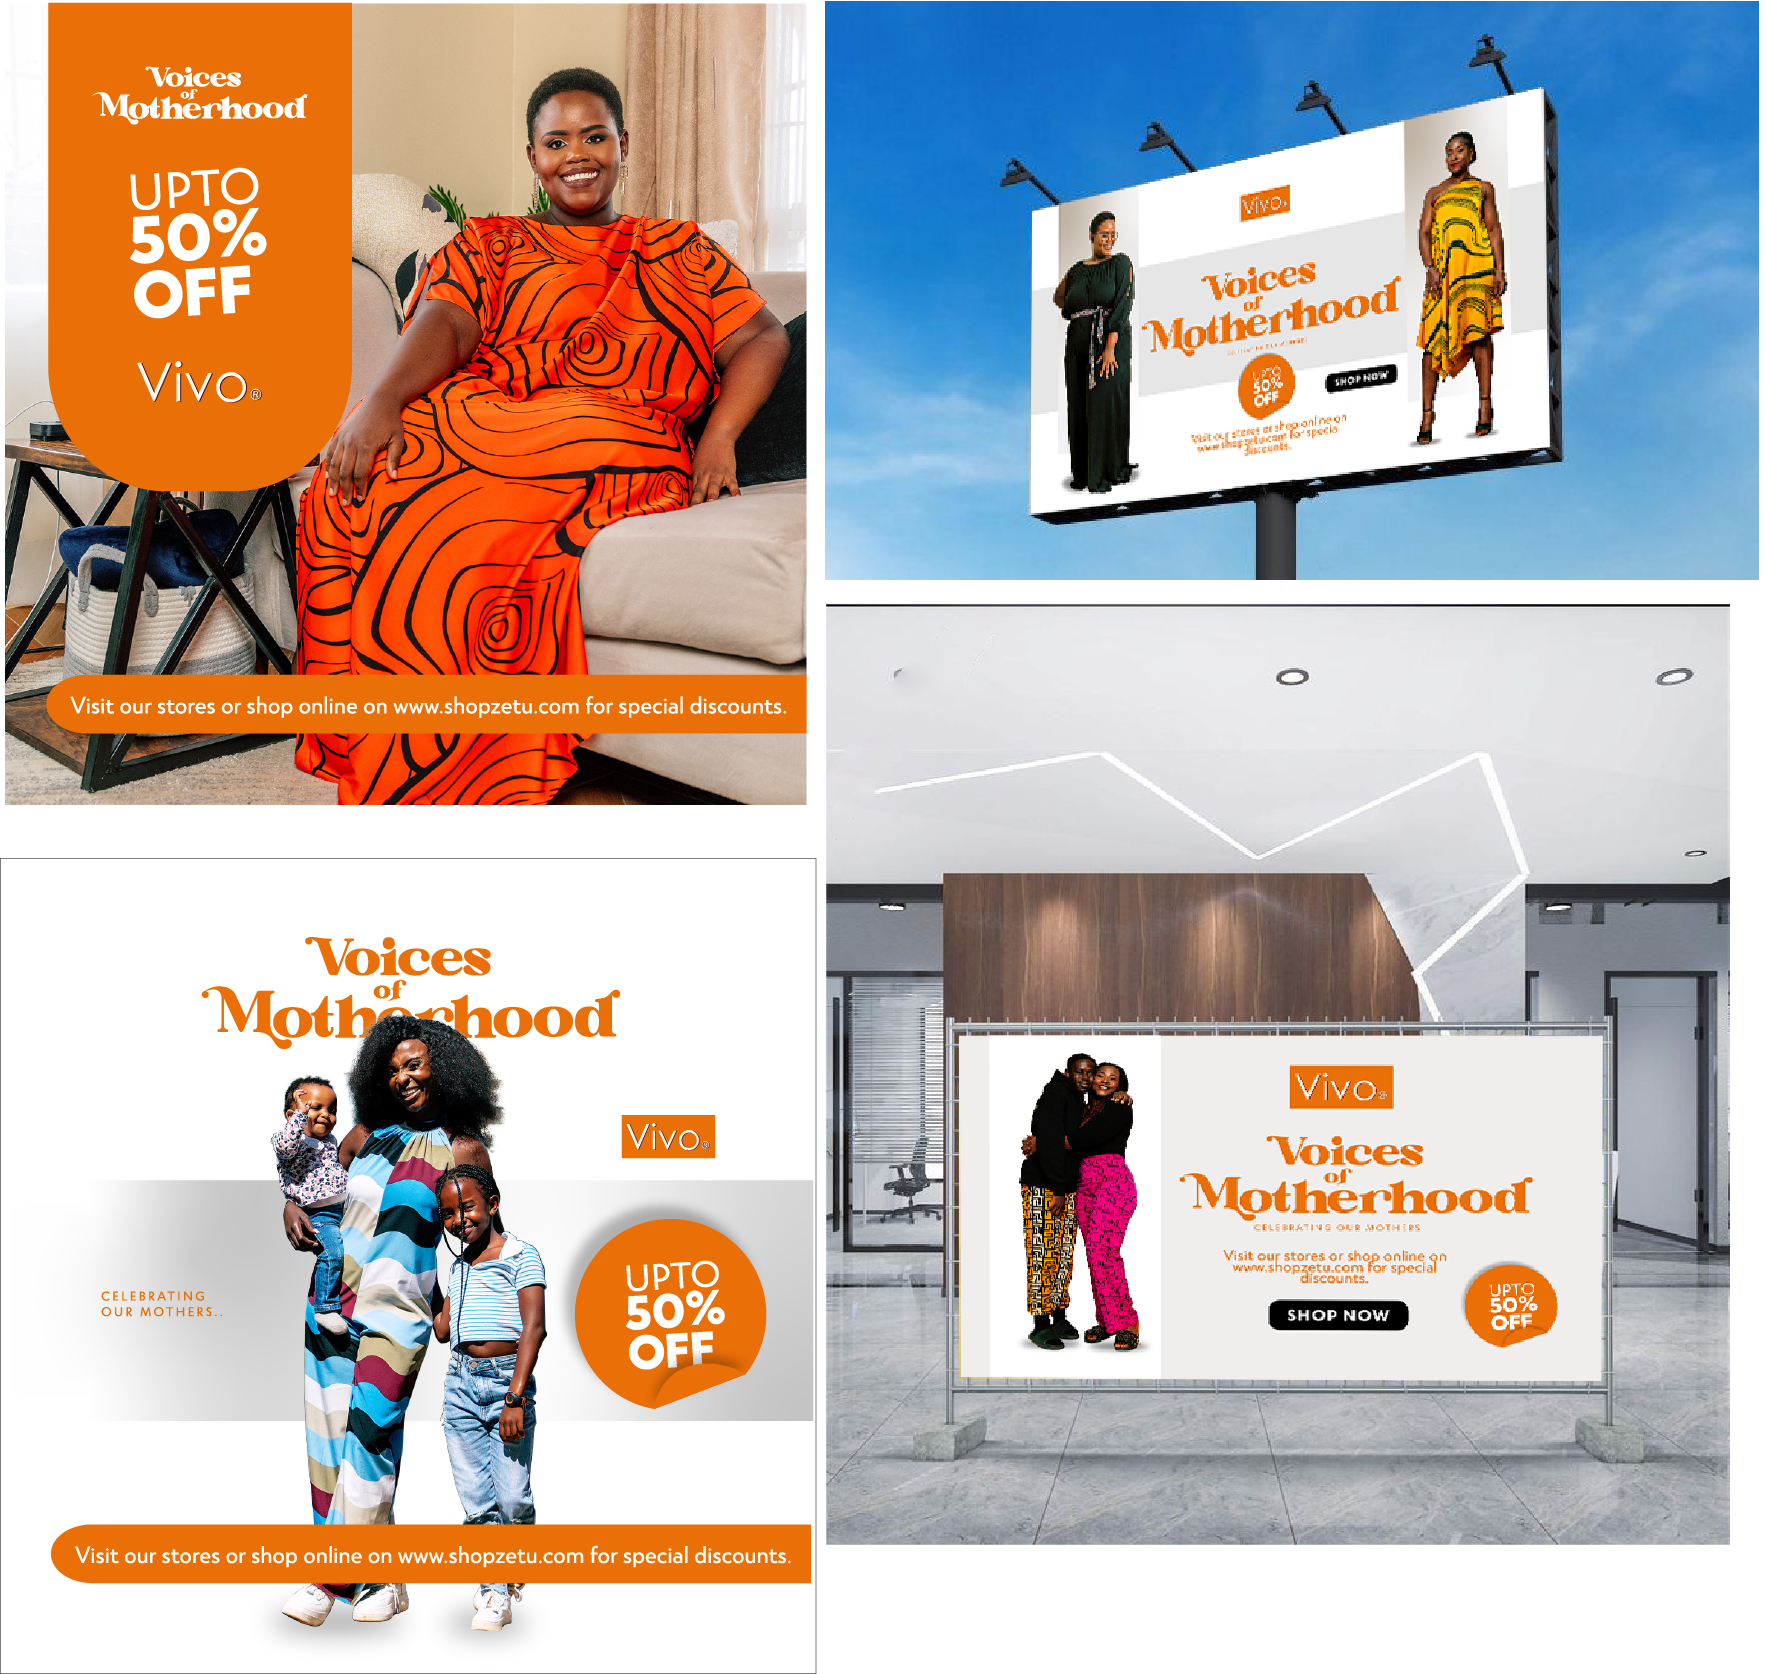 Voices
of
Motherhood
UPTO
50%
OFF
Vivo®
Visit our stores or shop online on www.shopzetu.com for special discounts.
Vivo
Voices
of
Motherhood
UPTO
50%
OFF
SHOP NOW
Visit our stores or shop online on
www.shopzetu.com for special
discounts.
Voices
of
Motherhood
Vivo®
CELEBRATING
OUR MOTHERS..
UPTO
50%
OFF
Visit our stores or shop online on www.shopzetu.com for special discounts.
Vivo®
Voices
of
Motherhood
CELEBRATING OUR MOTHERS
Visit our stores or shop online on
www.shopzetu.com for special
discounts.
SHOP NOW
UPTO
50%
OFF